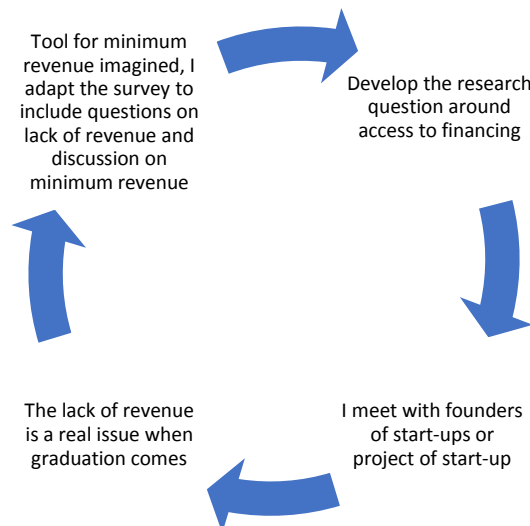 Tool for minimum
revenue imagined, I
adapt the survey to
include questions on
lack of revenue and
discussion on
minimum revenue
Develop the research
question around
access to financing
I meet with founders
of start-ups or
project of start-up
The lack of revenue
is a real issue when
graduation comes